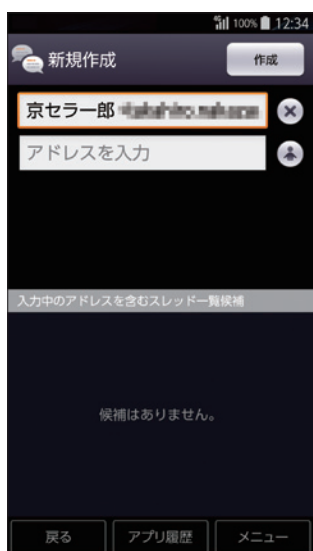 4G 100% 12:34
新規作成 作成
京セラ一郎
アドレスを入力
入力中のアドレスを含むスレッド一覧候補
候補はありません。
戻る アプリ履歴 メニュー